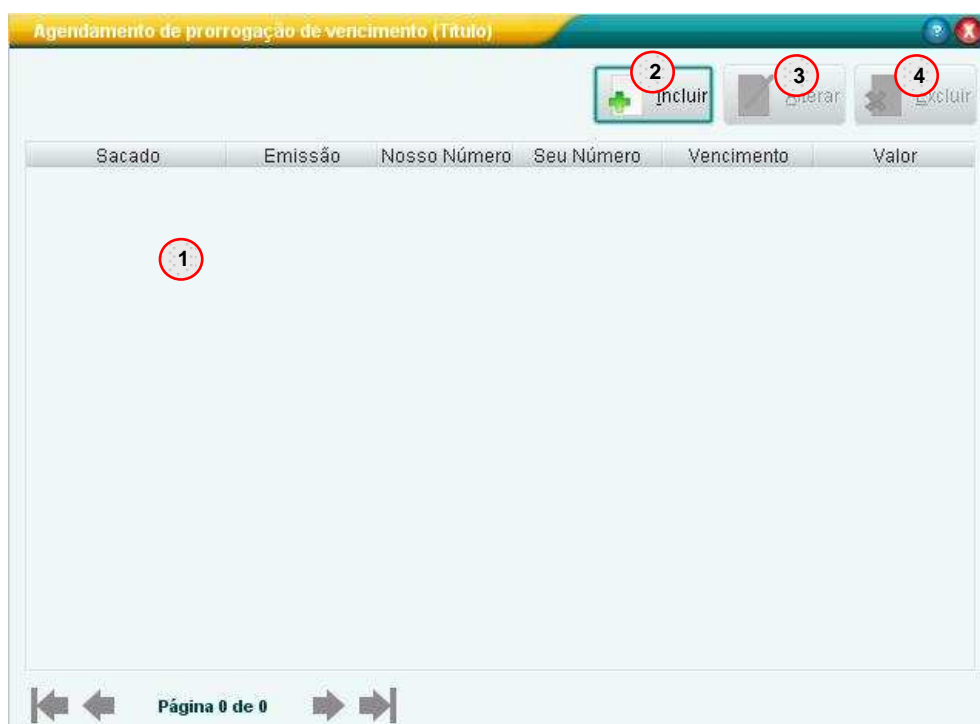 Agendamento de prorrogação de vencimento (Título)
?
2 Incluir
3 Alterar
4 Excluir
Sacado Emissão Nosso Número Seu Número Vencimento Valor
1
Página 0 de 0